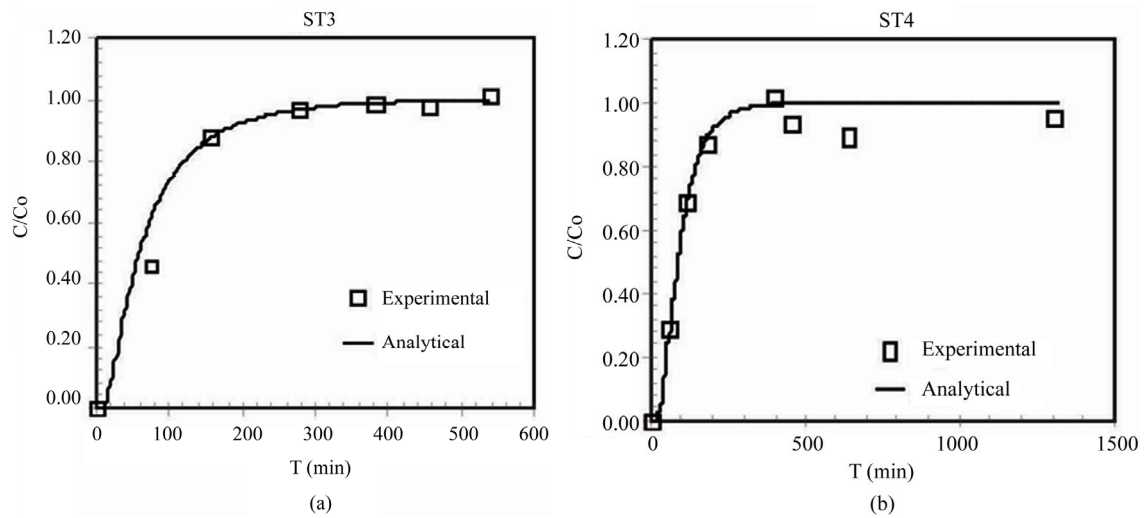 ST3
1.20
1.00
0.80
0.60
0.40
0.20
0.00
C/Co
Experimental
Analytical
0 100 200 300 400 500 600
T (min)
(a)
ST4
1.20
1.00
0.80
0.60
0.40
0.20
0.00
C/Co
Experimental
Analytical
0 500 1000 1500
T (min)
(b)